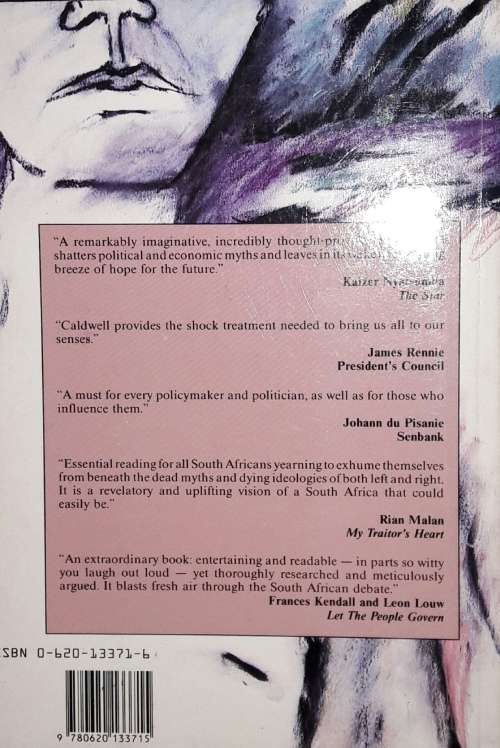 "A remarkably imaginative, incredibly thought-pro
shatters political and economic myths and leaves in its
breeze of hope for the future."
Kaizer
The Star
"Caldwell provides the shock treatment needed to bring us all to our
senses."
James Rennie
President's Council
"A must for every policymaker and politician, as well as for those who
influence them."
Johann du Pisanie
Senbank
"Essential reading for all South Africans yearning to exhume themselves
from beneath the dead myths and dying ideologies of both left and right.
It is a revelatory and uplifting vision of a South Africa that could
easily be."
Rian Malan
My Traitor's Heart
"An extraordinary book: entertaining and readable — in parts so witty
you laugh out loud — yet thoroughly researched and meticulously
argued. It blasts fresh air through the South African debate."
Frances Kendall and Leon Louw
Let The People Govern
ISBN 0-620-13371-6
9 780620 133715